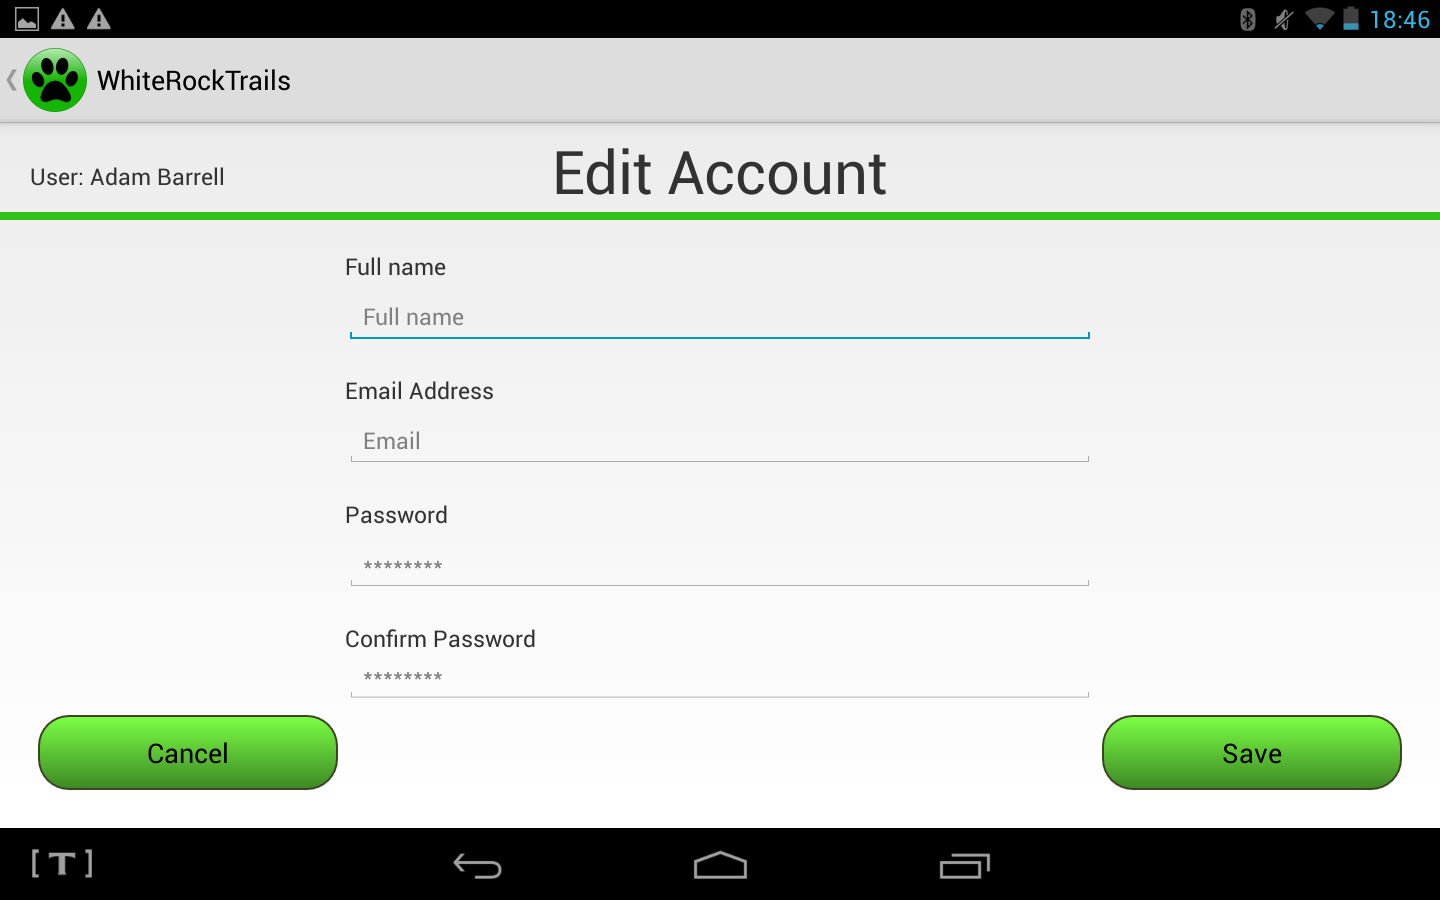 18:46
WhiteRockTrails
User: Adam Barrell
Edit Account
Full name
Full name
Email Address
Email
Password
********
Confirm Password
********
Cancel
Save
[T]